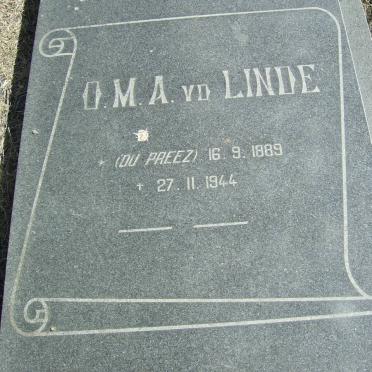 D. M. A. VD LINDE
* (DU PREEZ) 16. 9. 1889
+ 27. 11. 1944